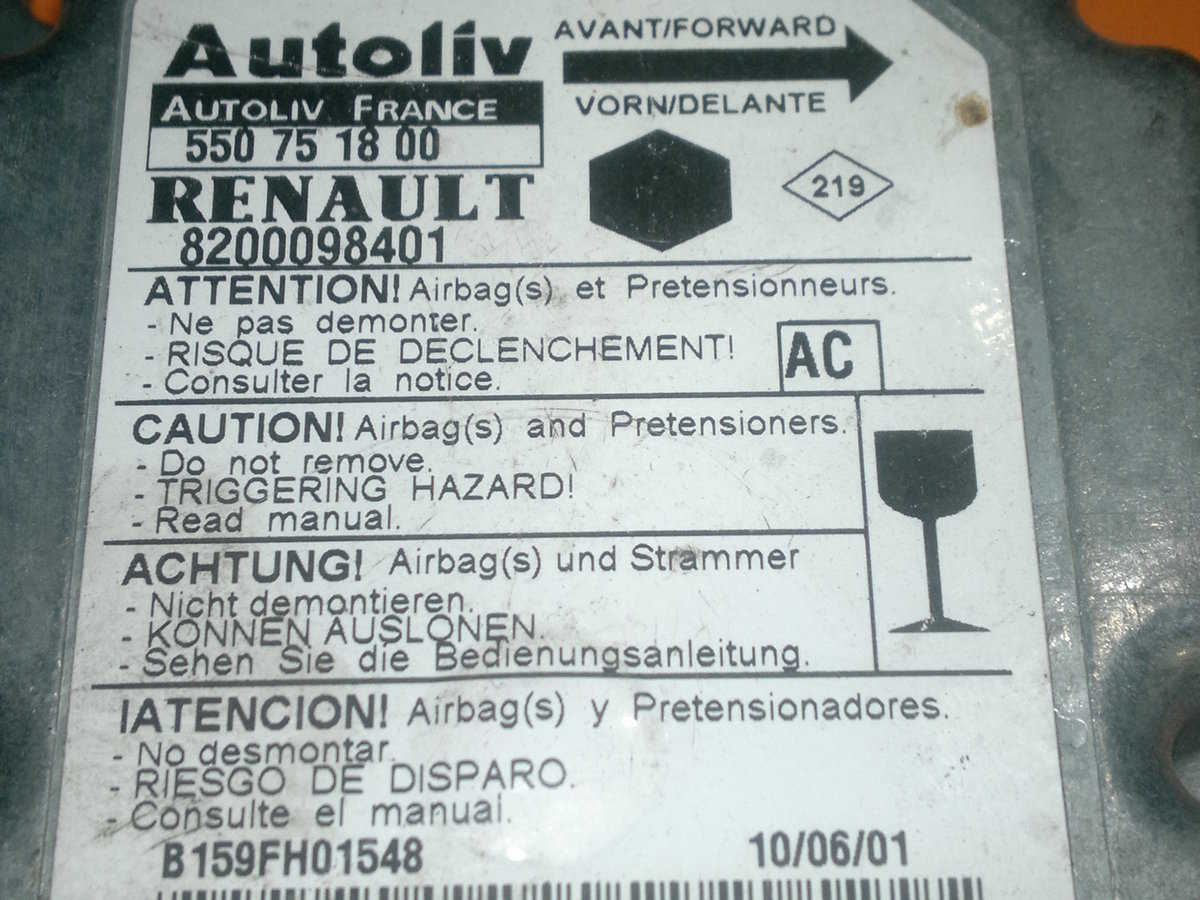 Autoliv
AVANT/FORWARD
AUTOLIV FRANCE
VORN/DELANTE
550 75 18 00
RENAULT
219
8200098401
ATTENTION! Airbag(s) et Pretensionneurs.
- Ne pas demonter.
- RISQUE DE DECLENCHEMENT!
AC
- Consulter la notice.
CAUTION! Airbag(s) and Pretensioners.
- Do not remove.
- TRIGGERING HAZARD!
- Read manual.
ACHTUNG! Airbag(s) und Strammer
- Nicht demontieren.
- KONNEN AUSLONEN.
- Sehen Sie die Bedienungsanleitung.
IATENCION! Airbag(s) y Pretensionadores.
- No desmontar.
- RIESGO DE DISPARO.
- Consulte el manual.
B159FH01548
10/06/01